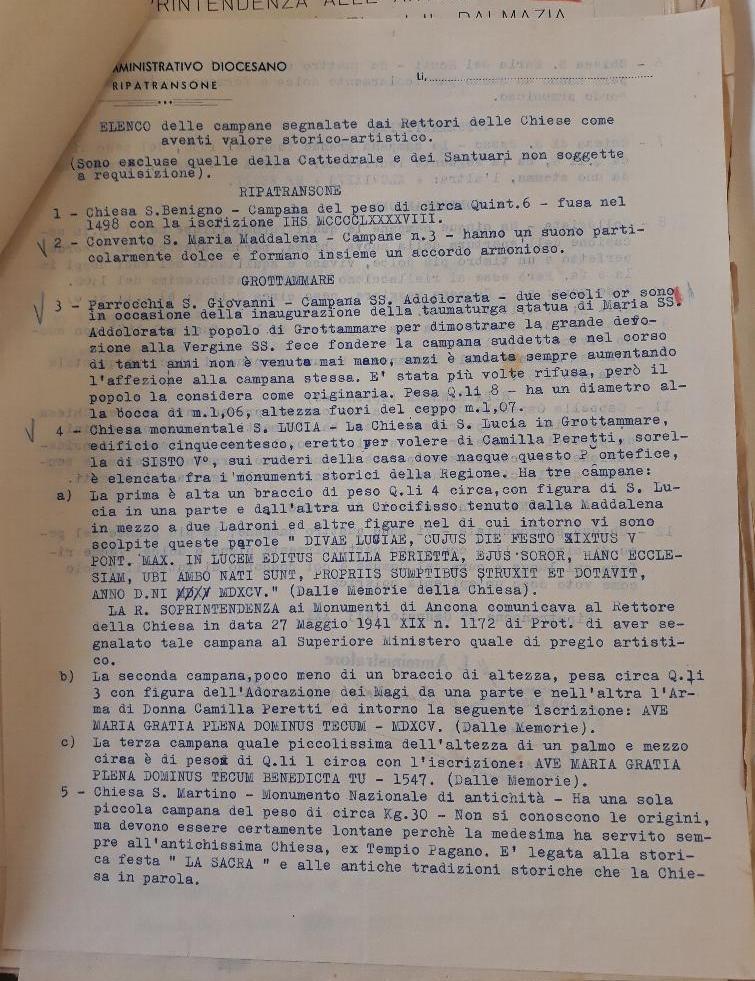 RINTENDENZA ALLE
DALMAZIA
AMMINISTRATIVO DIOCESANO
RIPATRANSONE
li,
ELENCO delle campane segnalate dai Rettori delle Chiese come
aventi valore storico-artistico.
(Sono escluse quelle della Cattedrale e dei Santuari non soggette
a requisizione).
RIPATRANSONE
1 - Chiesa S.Benigno - Campana del peso di circa Quint.6 - fusa nel
1498 con la iscrizione IHS MCCCCLXXXXVIII.
2 - Convento S. Maria Maddalena - Campane n.3 - hanno un suono parti-
colarmente dolce e formano insieme un accordo armonioso.
GROTTAMMARE
3 - Parrocchia S. Giovanni - Campana SS. Addolorata - due secoli or sono
in occasione della inaugurazione della taumaturga statua di Maria SS.
Addolorata il popolo di Grottammare per dimostrare la grande devo-
zione alla Vergine SS. fece fondere la campana suddetta e nel corso
di tanti anni non è venuta mai meno, anzi è andata sempre aumentando
l'affezione alla campana stessa. E' stata più volte rifusa, però il
popolo la considera come originaria. Pesa Q.li 8 - ha un diametro al-
la bocca di m.1,06, altezza fuori del ceppo m.1,07.
4 - Chiesa monumentale S. LUCIA - La Chiesa di S. Lucia in Grottammare,
edificio cinquecentesco, eretto per volere di Camilla Peretti, sorel-
la di SISTO V°, sui ruderi della casa dove nacque questo P ontefice,
è elencata fra i monumenti storici della Regione. Ha tre campane:
a) La prima è alta un braccio di peso Q.li 4 circa,con figura di S. Lu-
cia in una parte e dall'altra un Crocifisso tenuto dalla Maddalena
in mezzo a due Ladroni ed altre figure nel di cui intorno vi sono
scolpite queste parole " DIVAE LUCIAE, CUJUS DIE FESTO SIXTUS V
PONT. MAX. IN LUCEM EDITUS CAMILLA PERIETTA, EJUS SOROR, HANC ECCLE-
SIAM, UBI AMBO NATI SUNT, PROPRIIS SUMPTIBUS STRUXIT ET DOTAVIT,
ANNO D.NI MDXCV." (Dalle Memorie della Chiesa).
LA R. SOPRINTENDENZA ai Monumenti di Ancona comunicava al Rettore
della Chiesa in data 27 Maggio 1941 XIX n. 1172 di Prot. di aver se-
gnalato tale campana al Superiore Ministero quale di pregio artisti-
co.
b) La seconda campana,poco meno di un braccio di altezza, pesa circa Q.li
3 con figura dell'Adorazione dei Magi da una parte e nell'altra l'Ar-
ma di Donna Camilla Peretti ed intorno la seguente iscrizione: AVE
MARIA GRATIA PLENA DOMINUS TECUM - MDXCV. (Dalle Memorie).
c) La terza campana quale piccolissima dell'altezza di un palmo e mezzo
circa è di peso di Q.li 1 circa con l'iscrizione: AVE MARIA GRATIA
PLENA DOMINUS TECUM BENEDICTA TU - 1547. (Dalle Memorie).
5 - Chiesa S. Martino - Monumento Nazionale di antichità - Ha una sola
piccola campana del peso di circa Kg.30 - Non si conoscono le origini,
ma devono essere certamente lontane perchè la medesima ha servito sem-
pre all'antichissima Chiesa, ex Tempio Pagano. E' legata alla stori-
ca festa " LA SACRA " e alle antiche tradizioni storiche che la Chie-
sa in parola.